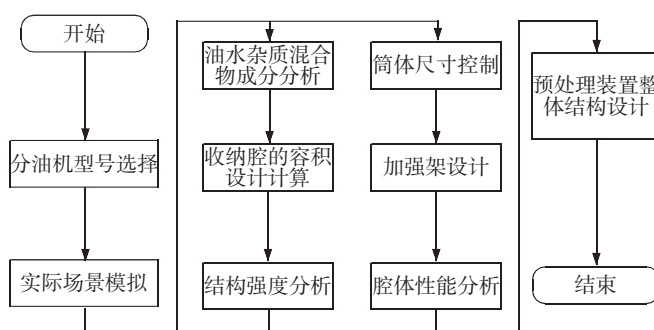 开始
分油机型号选择
实际场景模拟
油水杂质混合
物成分分析
收纳腔的容积
设计计算
结构强度分析
筒体尺寸控制
加强架设计
腔体性能分析
预处理装置整
体结构设计
结束